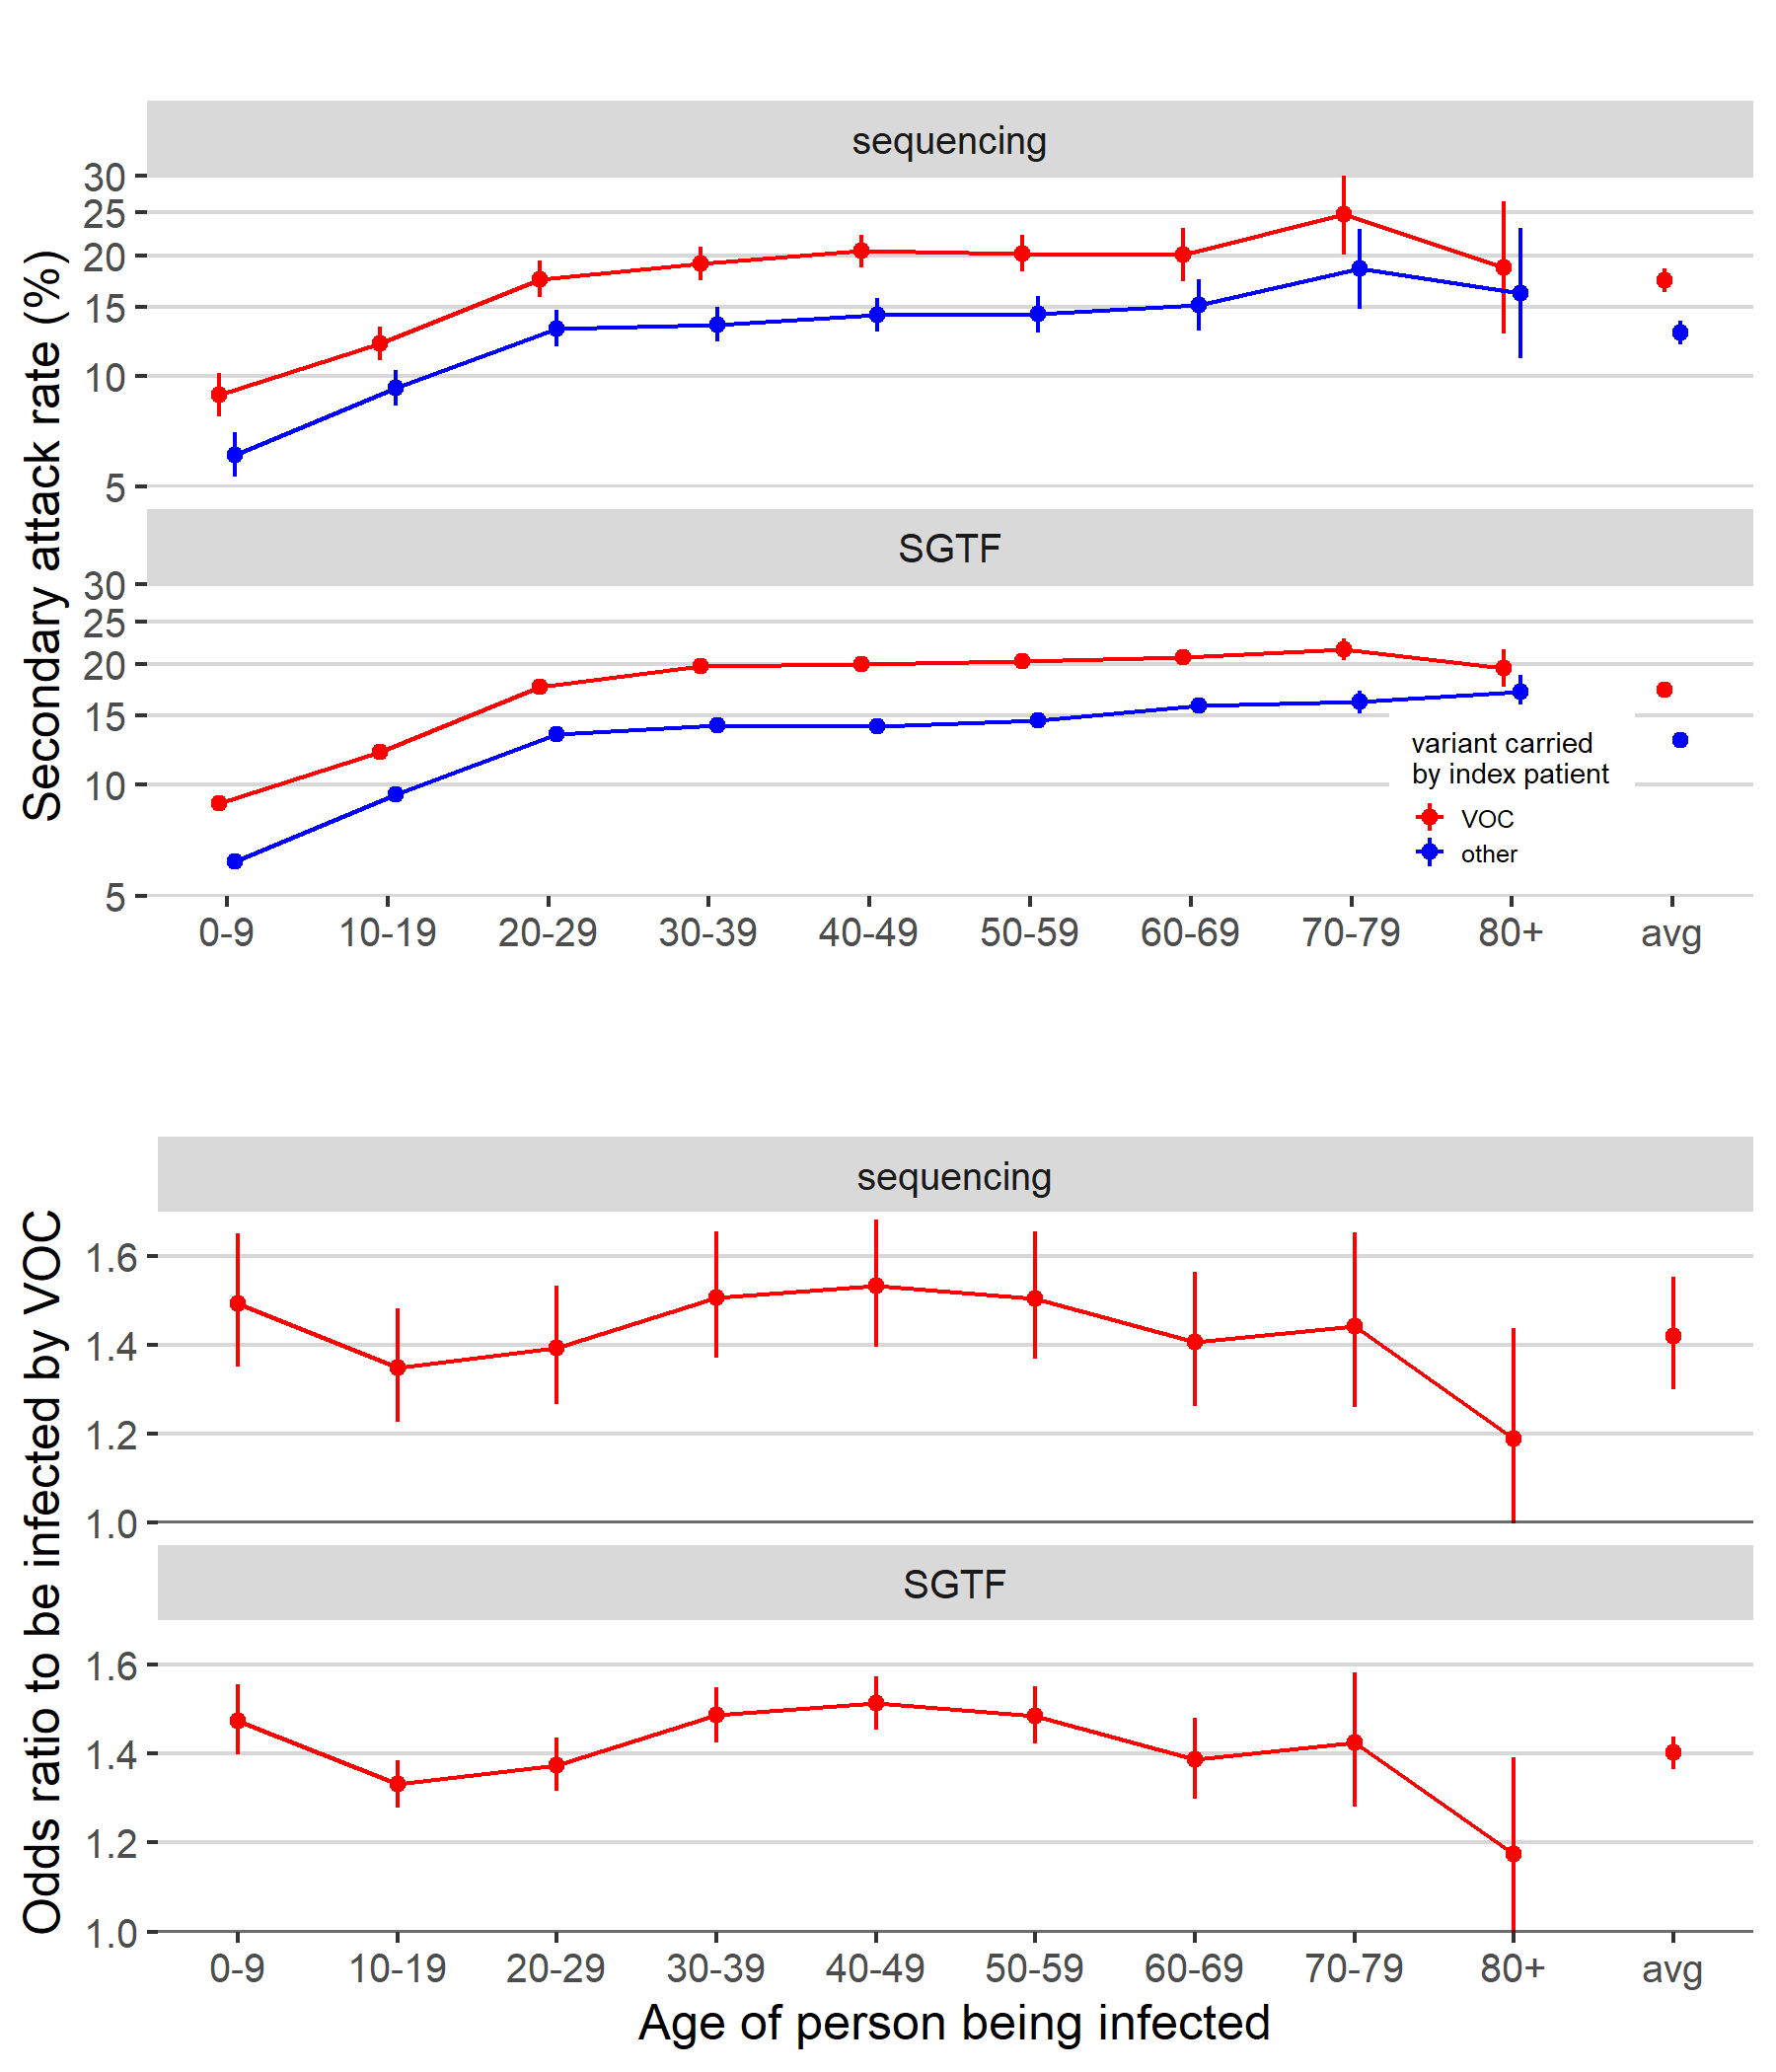 sequencing
30
25
20
15
10
5
SGTF
30
25
20
15
10
5
Secondary attack rate (%)
variant carried
by index patient
VOC
other
0-9 10-19 20-29 30-39 40-49 50-59 60-69 70-79 80+ avg
sequencing
1.6
1.4
1.2
1.0
SGTF
1.6
1.4
1.2
1.0
Odds ratio to be infected by VOC
0-9 10-19 20-29 30-39 40-49 50-59 60-69 70-79 80+ avg
Age of person being infected